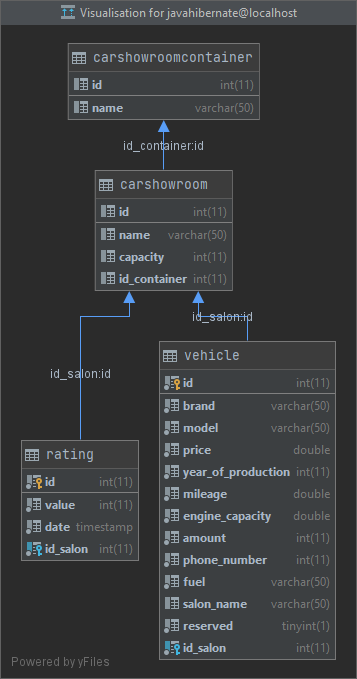 Visualisation for javahibernate@localhost
carshowroomcontainer
id int(11)
name varchar(50)
id_container:id
carshowroom
id int(11)
name varchar(50)
capacity int(11)
id_container int(11)
id_salon:id
vehicle
id int(11)
brand varchar(50)
model varchar(50)
price double
year_of_production int(11)
mileage double
engine_capacity double
amount int(11)
phone_number int(11)
fuel varchar(50)
salon_name varchar(50)
reserved tinyint(1)
id_salon int(11)
id_salon:id
rating
id int(11)
value int(11)
date timestamp
id_salon int(11)
Powered by yFiles